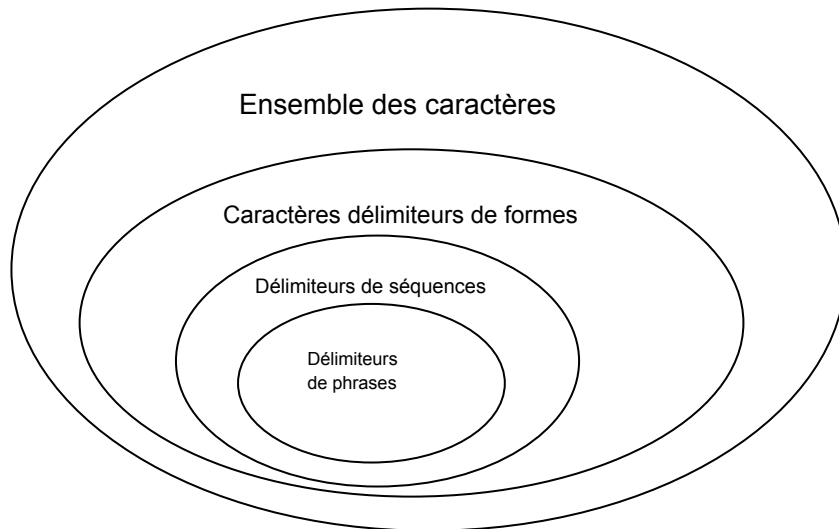 Ensemble des caractères
Caractères délimiteurs de formes
Délimiteurs de séquences
Délimiteurs
de phrases